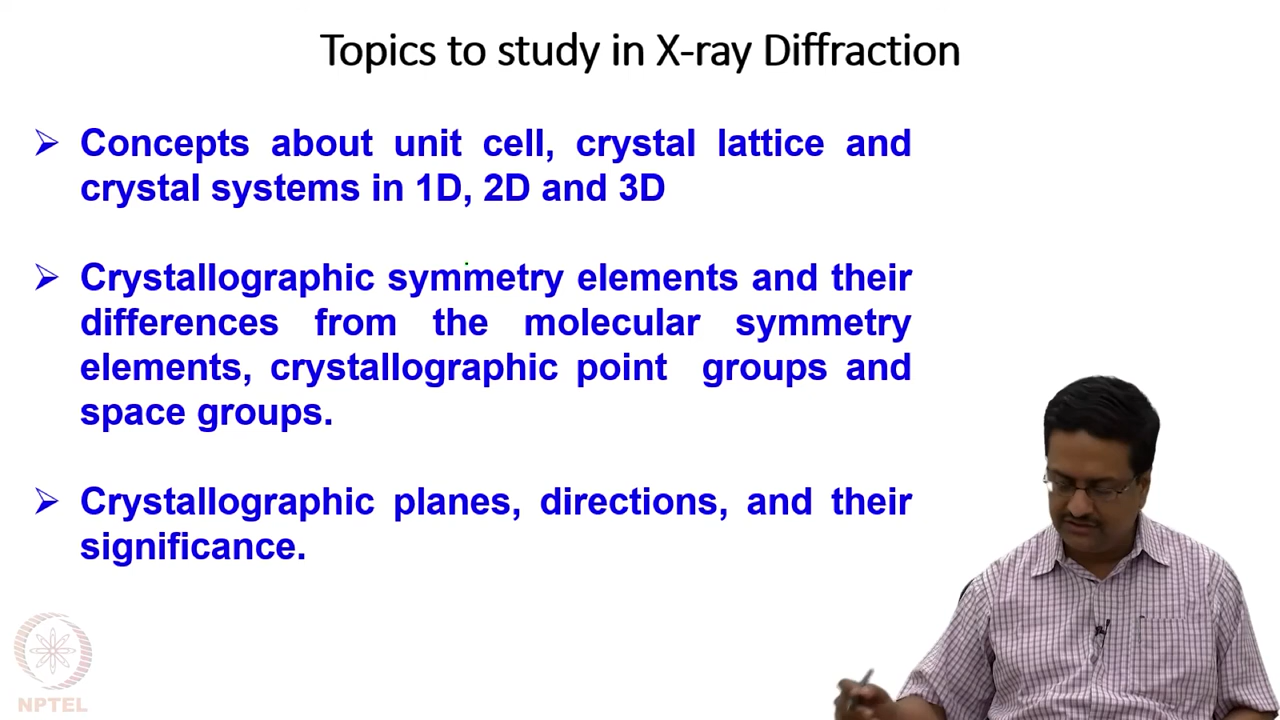 Topics to study in X-ray Diffraction
Concepts about unit cell, crystal lattice and
crystal systems in 1D, 2D and 3D
Crystallographic symmetry elements and their
differences from the molecular symmetry
elements, crystallographic point groups and
space groups.
Crystallographic planes, directions, and their
significance.
NPTEL